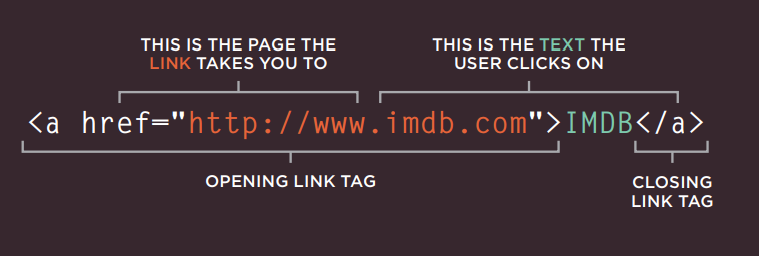 THIS IS THE PAGE THE
LINK TAKES YOU TO
THIS IS THE TEXT THE
USER CLICKS ON
<a href="http://www.imdb.com">IMDB</a>
OPENING LINK TAG
CLOSING
LINK TAG